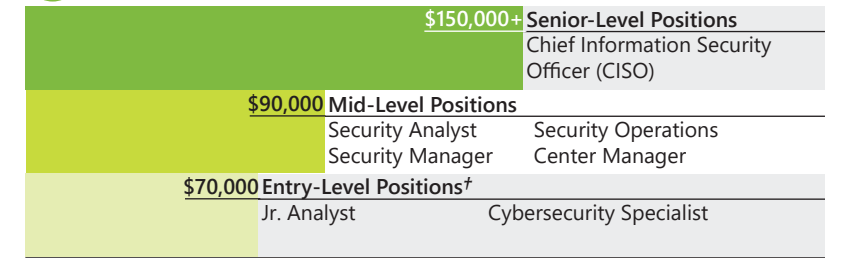 $150,000+ Senior-Level Positions
Chief Information Security
Officer (CISO)
$90,000 Mid-Level Positions
Security Analyst Security Operations
Security Manager Center Manager
$70,000 Entry-Level Positions†
Jr. Analyst Cybersecurity Specialist